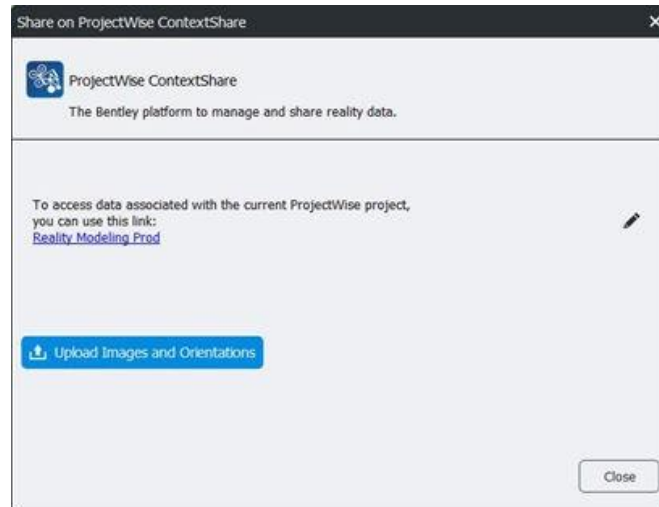 Share on ProjectWise ContextShare
ProjectWise ContextShare
The Bentley platform to manage and share reality data.
To access data associated with the current ProjectWise project,
you can use this link:
Reality Modeling Prod
Upload Images and Orientations
Close